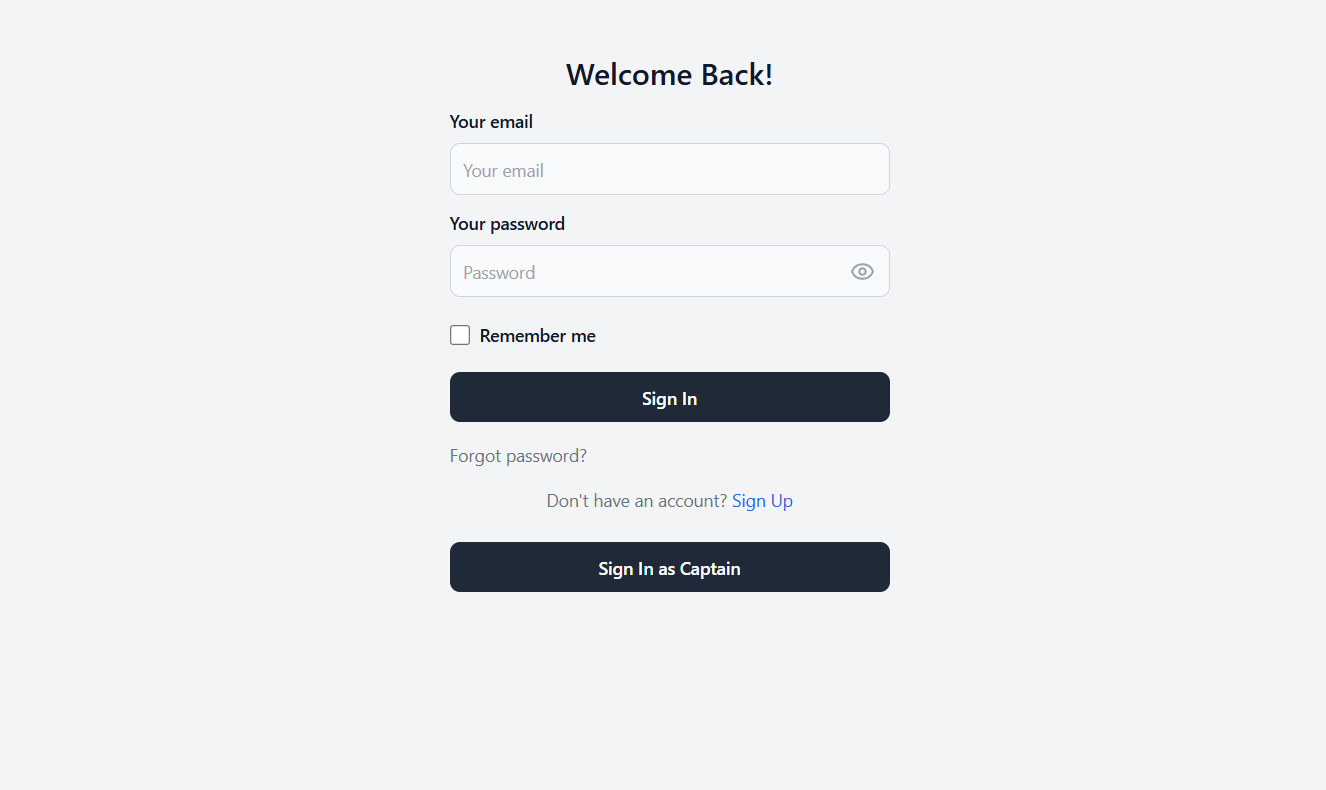 Welcome Back!
Your email
Your email
Your password
Password
Remember me
Sign In
Forgot password?
Don't have an account? Sign Up
Sign In as Captain